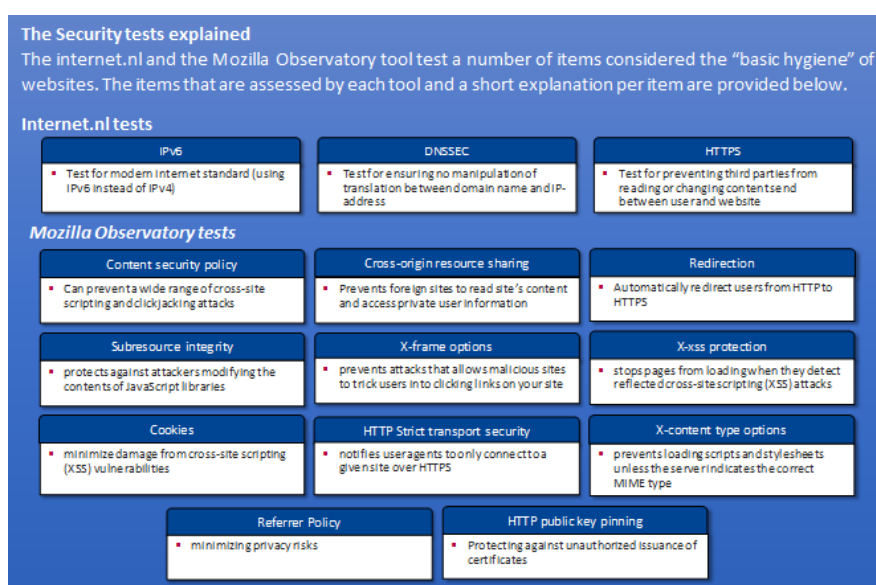 The Security tests explained
The internet.nl and the Mozilla Observatory tool test a number of items considered the “basic hygiene” of
websites. The items that are assessed by each tool and a short explanation per item are provided below.
Internet.nl tests
IPv6
Test for modern internet standard (using
IPv6 instead of IPv4)
DNSSEC
Test for ensuring no manipulation of
translation between domain name and IP-
address
HTTPS
Test for preventing third parties from
reading or changing content send
between user and website
Mozilla Observatory tests
Content security policy
Can prevent a wide range of cross-site
scripting and clickjacking attacks
Cross-origin resource sharing
Prevents foreign sites to read site’s content
and access private user information
Redirection
Automatically redirect users from HTTP to
HTTPS
Subresource integrity
protects against attackers modifying the
contents of JavaScript libraries
X-frame options
prevents attacks that allows malicious sites
to trick users into clicking links on your site
X-xss protection
stops pages from loading when they detect
reflected cross-site scripting (XSS) attacks
Cookies
minimize damage from cross-site scripting
(XSS) vulnerabilities
HTTP Strict transport security
notifies user agents to only connect to a
given site over HTTPS
X-content type options
prevents loading scripts and stylesheets
unless the server indicates the correct
MIME type
Referrer Policy
minimizing privacy risks
HTTP public key pinning
Protecting against unauthorized issuance of
certificates